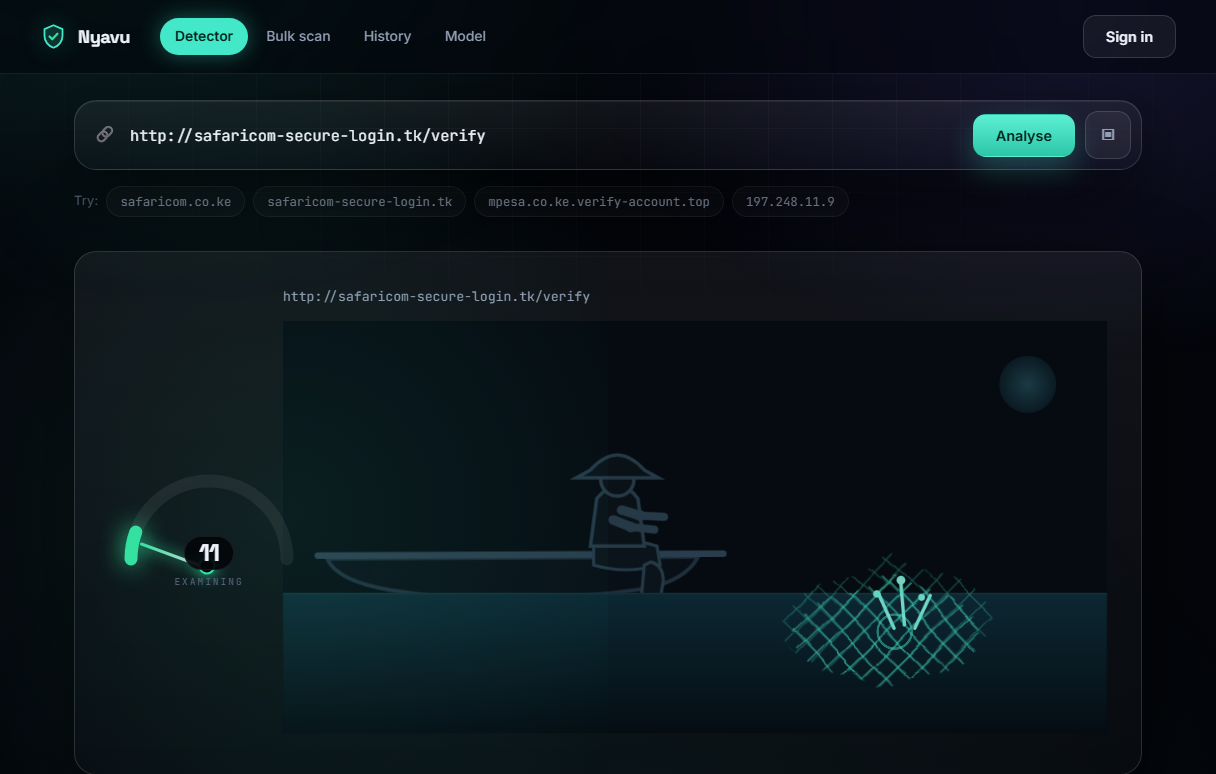 Nyavu Detector Bulk scan History Model Sign in
http://safaricom-secure-login.tk/verify Analyse
Try: safaricom.co.ke safaricom-secure-login.tk mpesa.co.ke.verify-account.top 197.248.11.9
http://safaricom-secure-login.tk/verify
11
EXAMINING